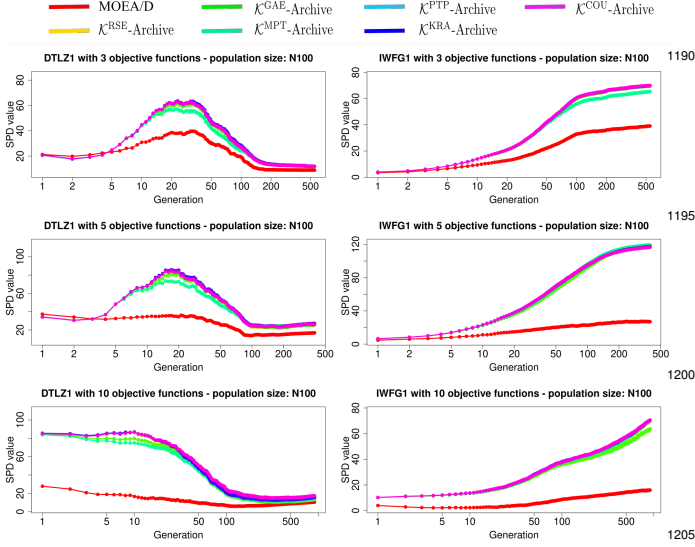 MOEA/D 𝒦^GAE-Archive 𝒦^PTP-Archive 𝒦^COU-Archive
𝒦^RSE-Archive 𝒦^MPT-Archive 𝒦^KRA-Archive
DTLZ1 with 3 objective functions - population size: N100
SPD value
20 40 60 80
1 2 5 10 20 50 100 200 500
Generation
IWFG1 with 3 objective functions - population size: N100
SPD value
0 20 40 60 80
1 2 5 10 20 50 100 200 500
Generation
1190
DTLZ1 with 5 objective functions - population size: N100
SPD value
20 60 100
1 2 5 10 20 50 100 200 500
Generation
IWFG1 with 5 objective functions - population size: N100
SPD value
0 40 80 120
1 2 5 10 20 50 100 200 500
Generation
1195
DTLZ1 with 10 objective functions - population size: N100
SPD value
0 20 60 100
1 5 10 50 100 500
Generation
IWFG1 with 10 objective functions - population size: N100
SPD value
0 20 40 60 80
1 5 10 50 100 500
Generation
1200
1205